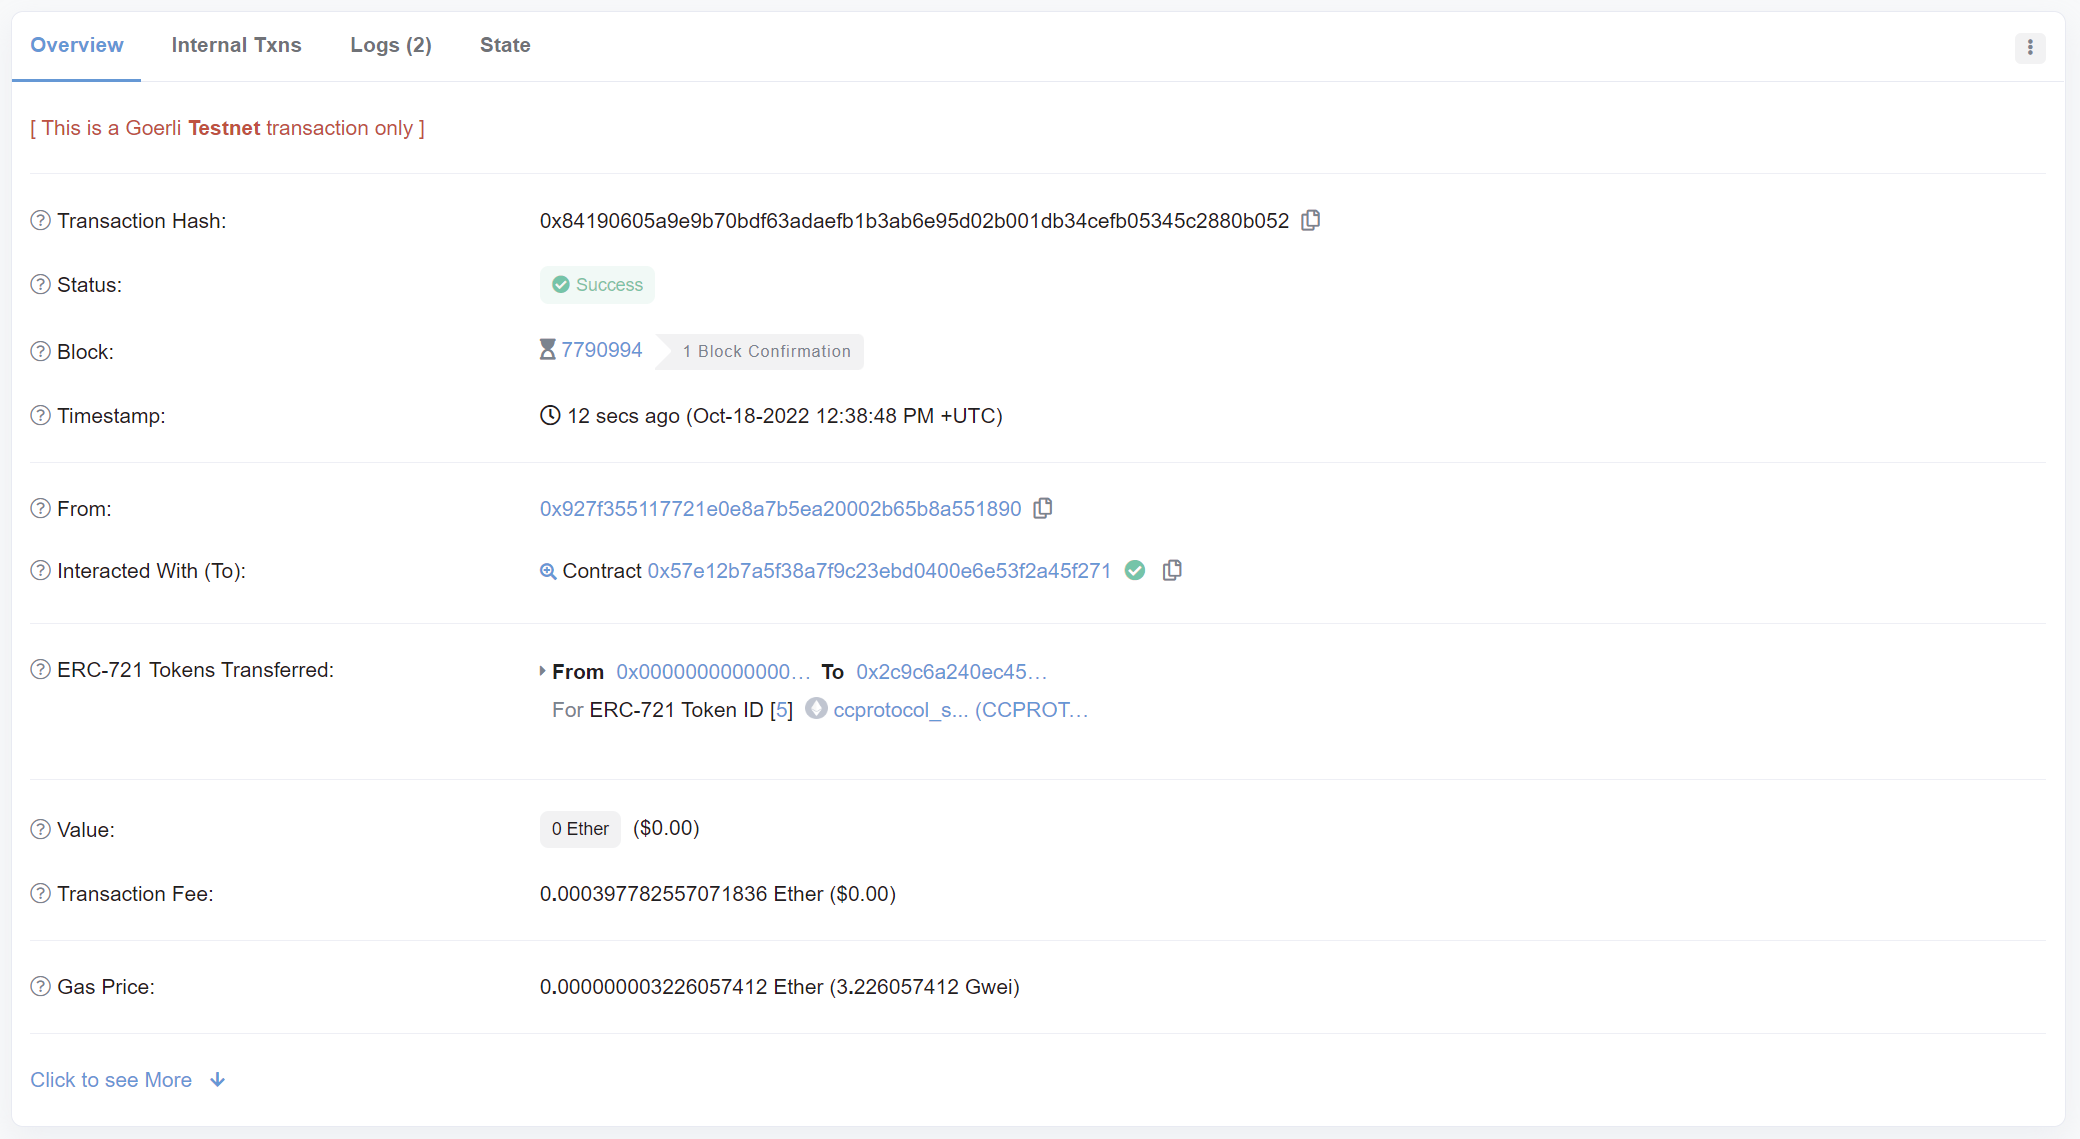 Overview Internal Txns Logs (2) State
[ This is a Goerli Testnet transaction only ]
Transaction Hash: 0x84190605a9e9b70bdf63adaefb1b3ab6e95d02b001db34cefb05345c2880b052
Status: Success
Block: 7790994 1 Block Confirmation
Timestamp: 12 secs ago (Oct-18-2022 12:38:48 PM +UTC)
From: 0x927f355117721e0e8a7b5ea20002b65b8a551890
Interacted With (To): Contract 0x57e12b7a5f38a7f9c23ebd0400e6e53f2a45f271
ERC-721 Tokens Transferred: From 0x0000000000000… To 0x2c9c6a240ec45…
For ERC-721 Token ID [5] ccprotocol_s... (CCPROT…
Value: 0 Ether ($0.00)
Transaction Fee: 0.000397782557071836 Ether ($0.00)
Gas Price: 0.000000003226057412 Ether (3.226057412 Gwei)
Click to see More